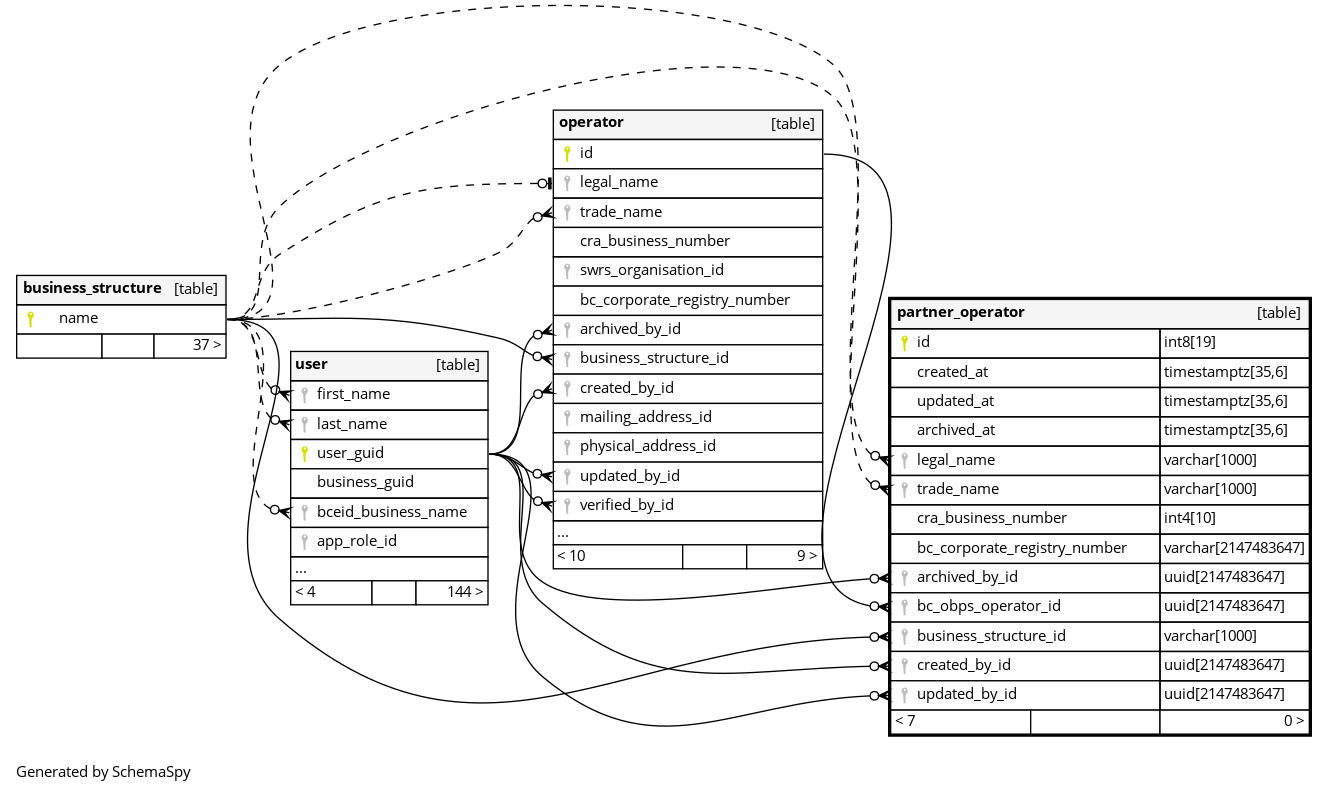 operator [table]
id
legal_name
trade_name
cra_business_number
swrs_organisation_id
bc_corporate_registry_number
archived_by_id
business_structure_id
created_by_id
mailing_address_id
physical_address_id
updated_by_id
verified_by_id
...
< 10 9 >
business_structure [table]
name
37 >
user [table]
first_name
last_name
user_guid
business_guid
bceid_business_name
app_role_id
...
< 4 144 >
partner_operator [table]
id int8[19]
created_at timestamptz[35,6]
updated_at timestamptz[35,6]
archived_at timestamptz[35,6]
legal_name varchar[1000]
trade_name varchar[1000]
cra_business_number int4[10]
bc_corporate_registry_number varchar[2147483647]
archived_by_id uuid[2147483647]
bc_obps_operator_id uuid[2147483647]
business_structure_id varchar[1000]
created_by_id uuid[2147483647]
updated_by_id uuid[2147483647]
< 7 0 >
Generated by SchemaSpy